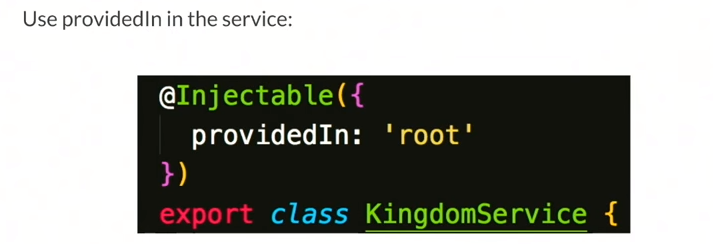 Use providedIn in the service:
@Injectable({
providedIn: 'root'
})
export class KingdomService {